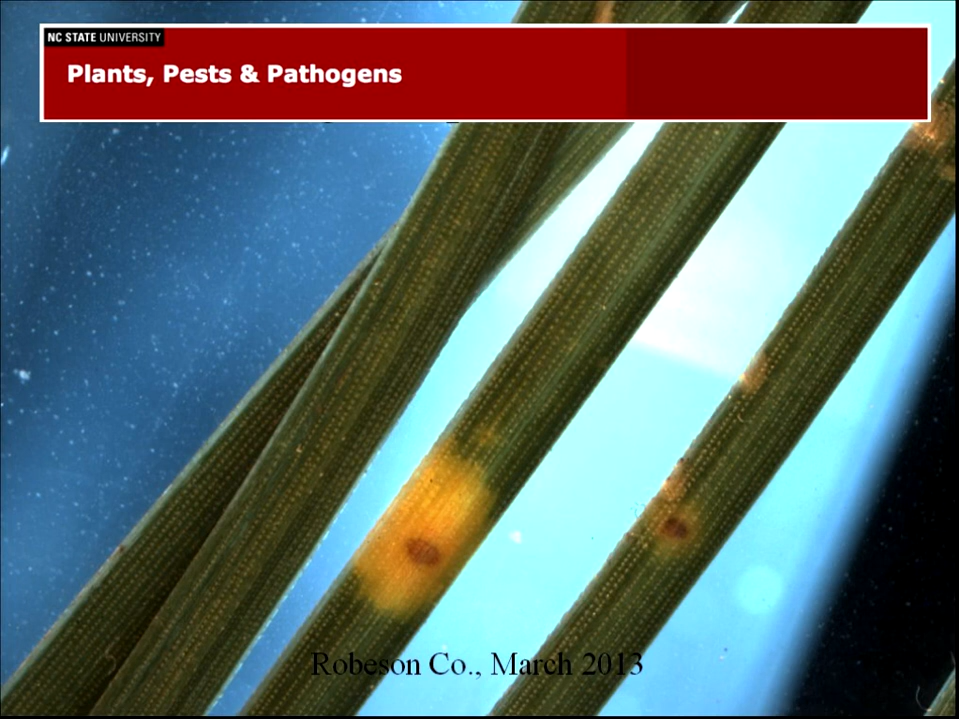 NC STATE UNIVERSITY
Plants, Pests & Pathogens
Robeson Co., March 2013